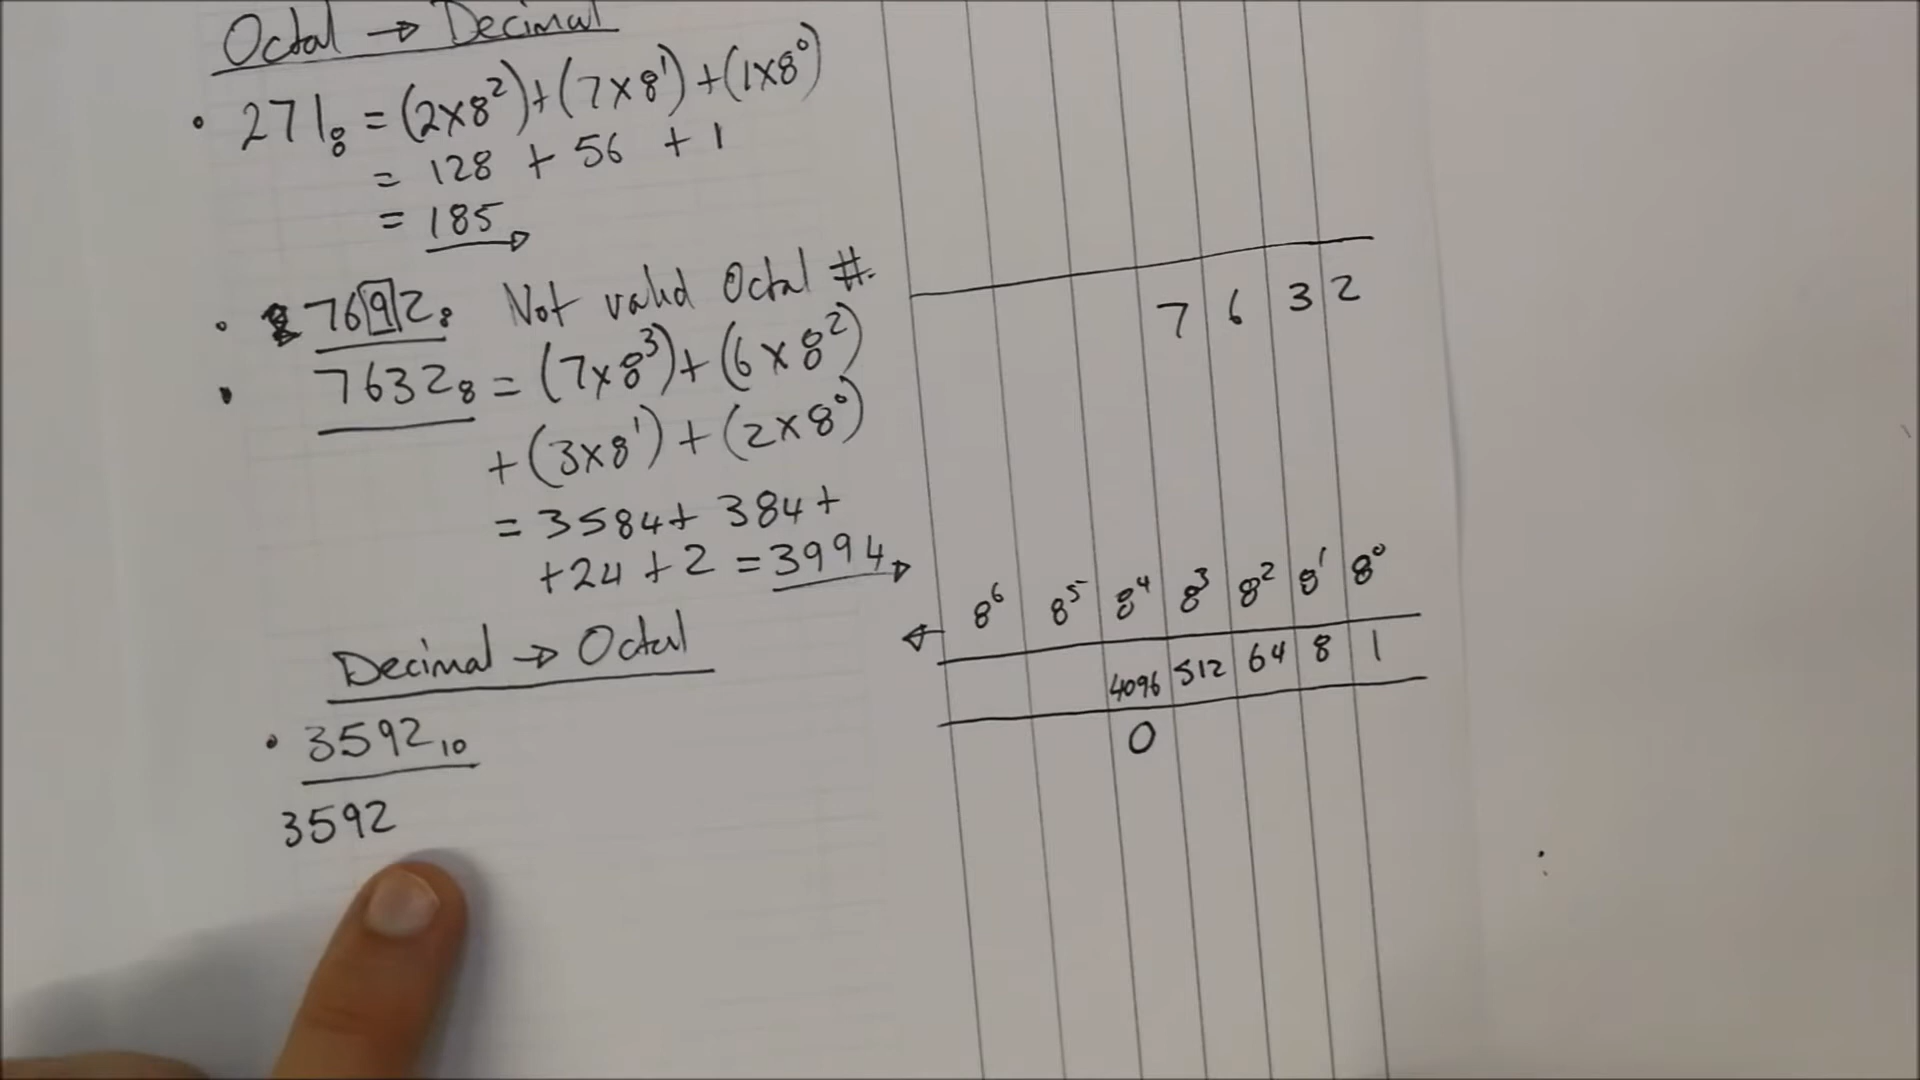 Octal → Decimal
• 271₈ = (2×8²)+(7×8¹)+(1×8⁰)
= 128 + 56 + 1
= 185
• 7692₈ Not valid Octal #.
• 7632₈ = (7×8³)+(6×8²)
+(3×8¹)+(2×8⁰)
= 3584+ 384+
+24+2 = 3994
Decimal → Octal
• 3592₁₀
3592
7 6 3 2
8⁶ 8⁵ 8⁴ 8³ 8² 8¹ 8⁰
4096 512 64 8 1
0